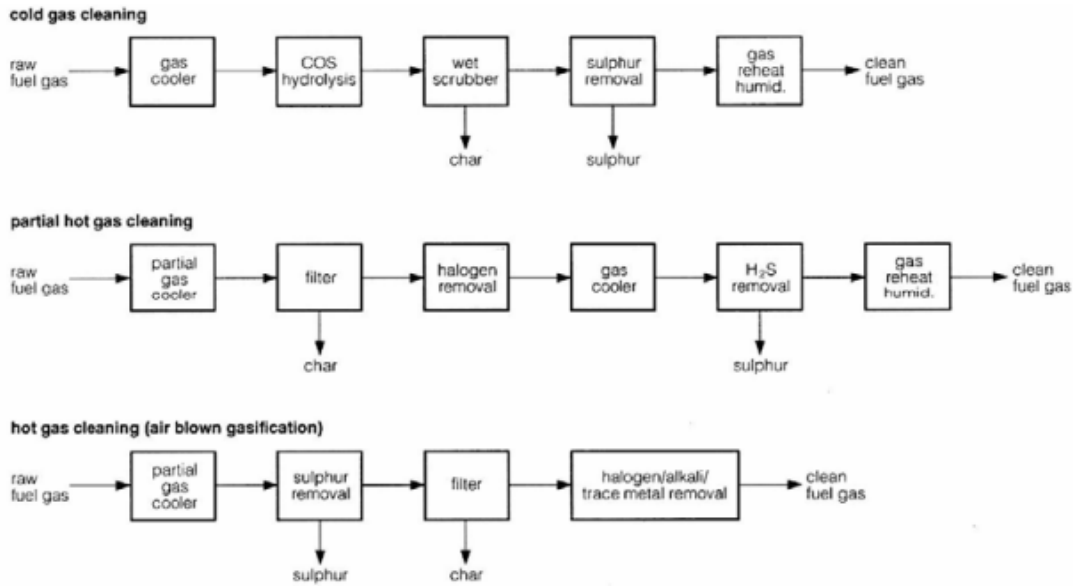 cold gas cleaning
raw
fuel gas
gas
cooler
COS
hydrolysis
wet
scrubber
sulphur
removal
gas
reheat
humid.
clean
fuel gas
char
sulphur
partial hot gas cleaning
raw
fuel gas
partial
gas
cooler
filter
halogen
removal
gas
cooler
H₂S
removal
gas
reheat
humid.
clean
fuel gas
char
sulphur
hot gas cleaning (air blown gasification)
raw
fuel gas
partial
gas
cooler
sulphur
removal
filter
halogen/alkali/
trace metal removal
clean
fuel gas
sulphur
char